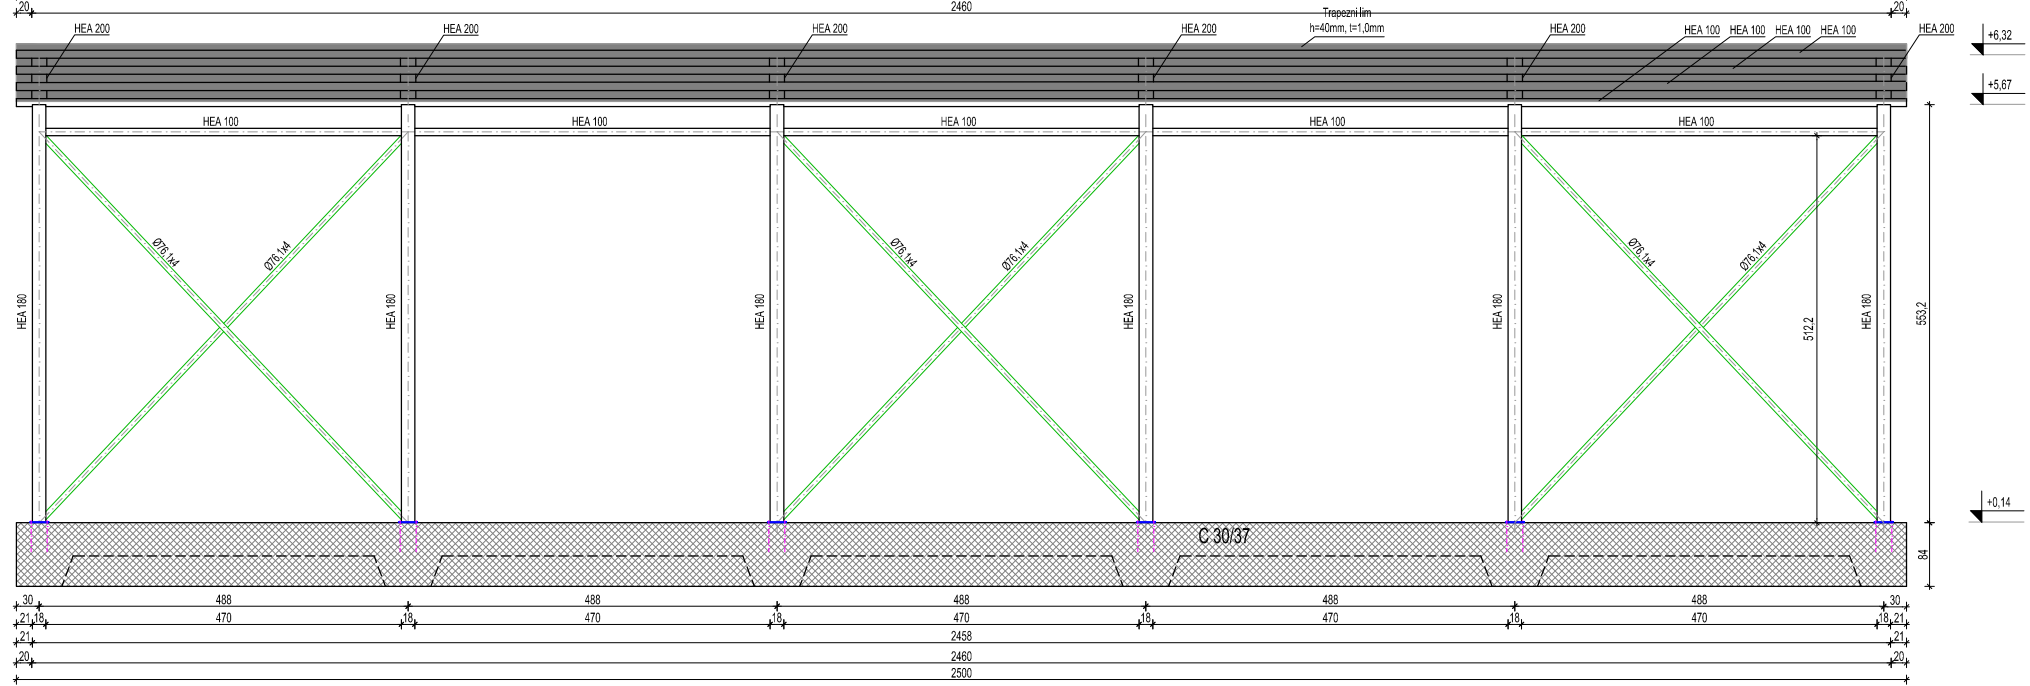 20 2460 20
Trapezni lim
h=40mm, t=1,0mm
HEA 200 HEA 200 HEA 200 HEA 200 HEA 200 HEA 100 HEA 100 HEA 100 HEA 100 HEA 200
+6,32
+5,67
HEA 100 HEA 100 HEA 100 HEA 100 HEA 100
Ø76,1x4 Ø76,1x4 Ø76,1x4 Ø76,1x4 Ø76,1x4 Ø76,1x4
HEA 180 HEA 180 HEA 180 HEA 180 HEA 180 HEA 180
512,2
553,2
+0,14
C 30/37
84
30 488 488 488 488 488 30
21 18 470 18 470 18 470 18 470 18 470 18 21
21 2458 21
20 2460 20
2500